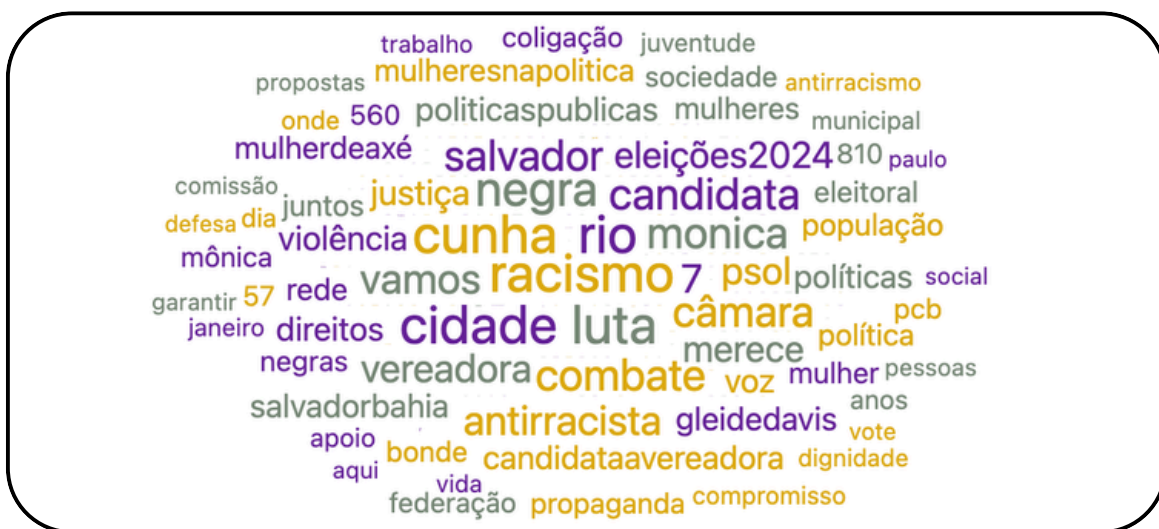 trabalho coligação juventude
propostas mulheresnapolitica sociedade antirracismo
onde 560 politicaspublicas mulheres municipal
mulherdeaxé salvador eleições2024 810 paulo
comissão juntos justiça negra candidata eleitoral
defesa dia violência cunha rio monica população
mônica vamos racismo 7 psol políticas social
garantir 57 rede câmara pcb
janeiro direitos cidade luta merece política
negras vereadora combate voz mulher pessoas
salvadorbahia antirracista gleidedavis anos
apoio bonde candidataavereadora dignidade vote
aqui vida
federação propaganda compromisso